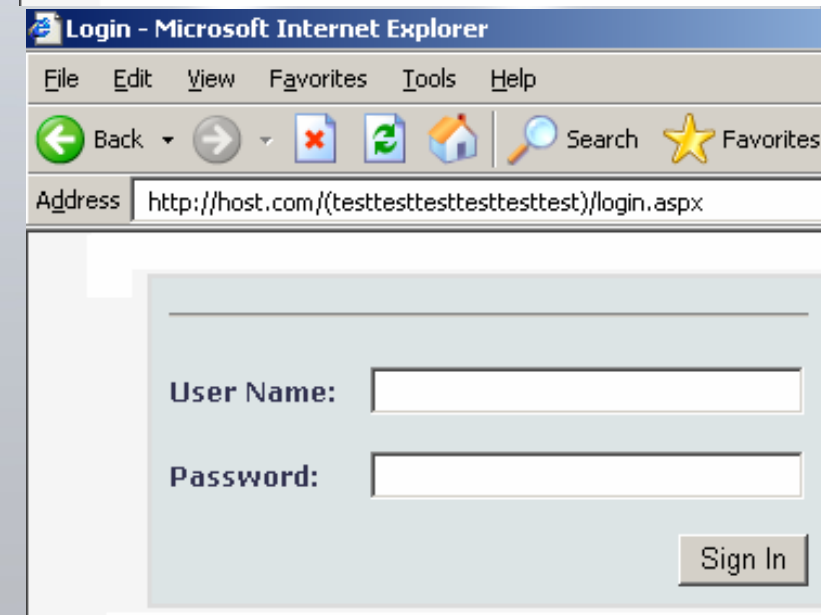 Login - Microsoft Internet Explorer
File Edit View Favorites Tools Help
Back Search Favorites
Address http://host.com/(testtesttesttesttesttest)/login.aspx
User Name:
Password:
Sign In